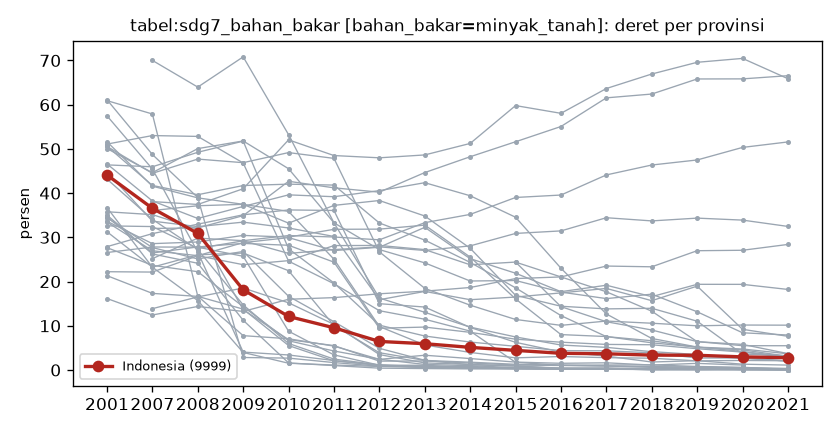 tabel:sdg7_bahan_bakar [bahan_bakar=minyak_tanah]: deret per provinsi
persen
70
60
50
40
30
20
10
0
Indonesia (9999)
2001 2007 2008 2009 2010 2011 2012 2013 2014 2015 2016 2017 2018 2019 2020 2021